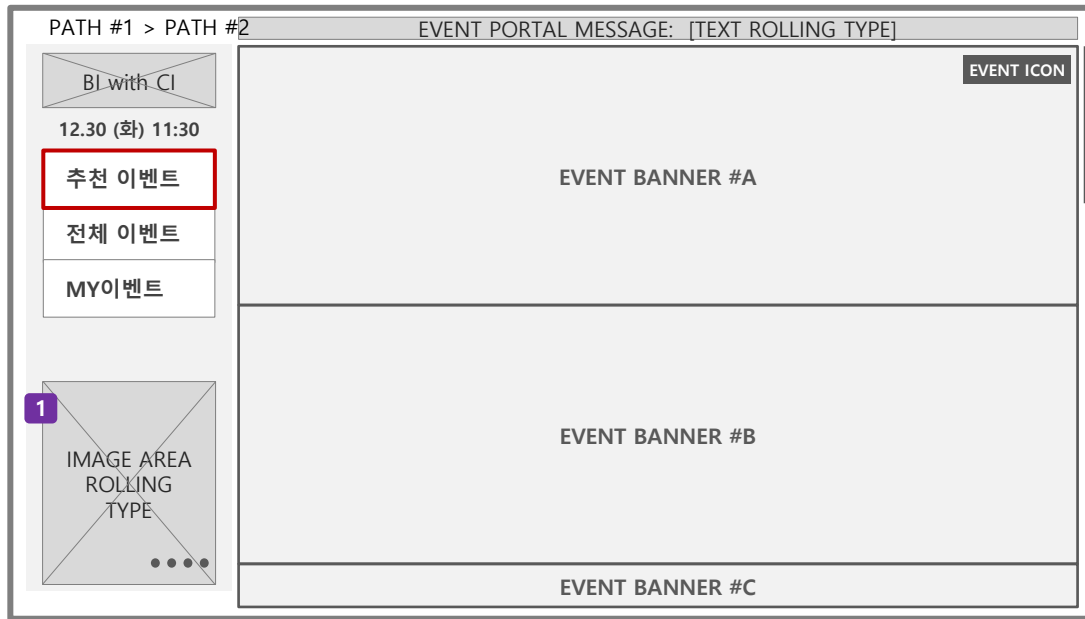 PATH #1 > PATH #2
EVENT PORTAL MESSAGE: [TEXT ROLLING TYPE]
BI with CI
12.30 (화) 11:30
추천 이벤트
전체 이벤트
MY이벤트
1
IMAGE AREA
ROLLING
TYPE
EVENT ICON
EVENT BANNER #A
EVENT BANNER #B
EVENT BANNER #C